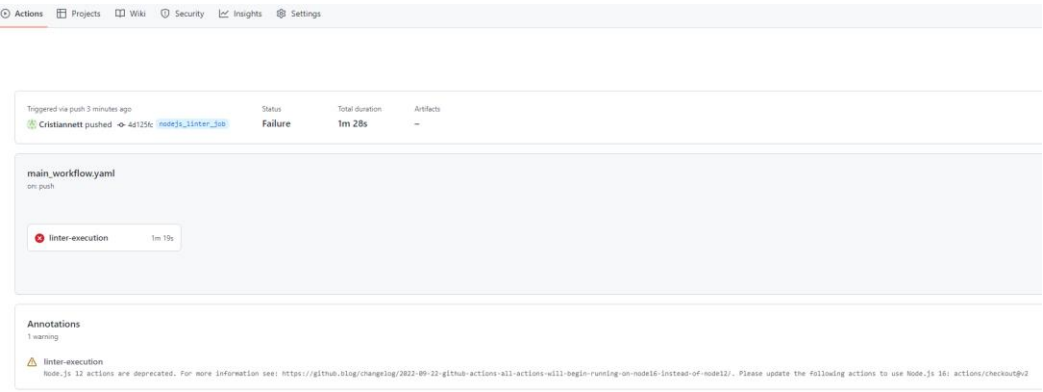 Actions Projects Wiki Security Insights Settings
Triggered via push 3 minutes ago Status Total duration Artifacts
Cristiannett pushed 4d125fc nodejs_linter_job Failure 1m 28s –
main_workflow.yaml
on: push
linter-execution 1m 19s
Annotations
1 warning
linter-execution
Node.js 12 actions are deprecated. For more information see: https://github.blog/changelog/2022-09-22-github-actions-all-actions-will-begin-running-on-node16-instead-of-node12/. Please update the following actions to use Node.js 16: actions/checkout@v2